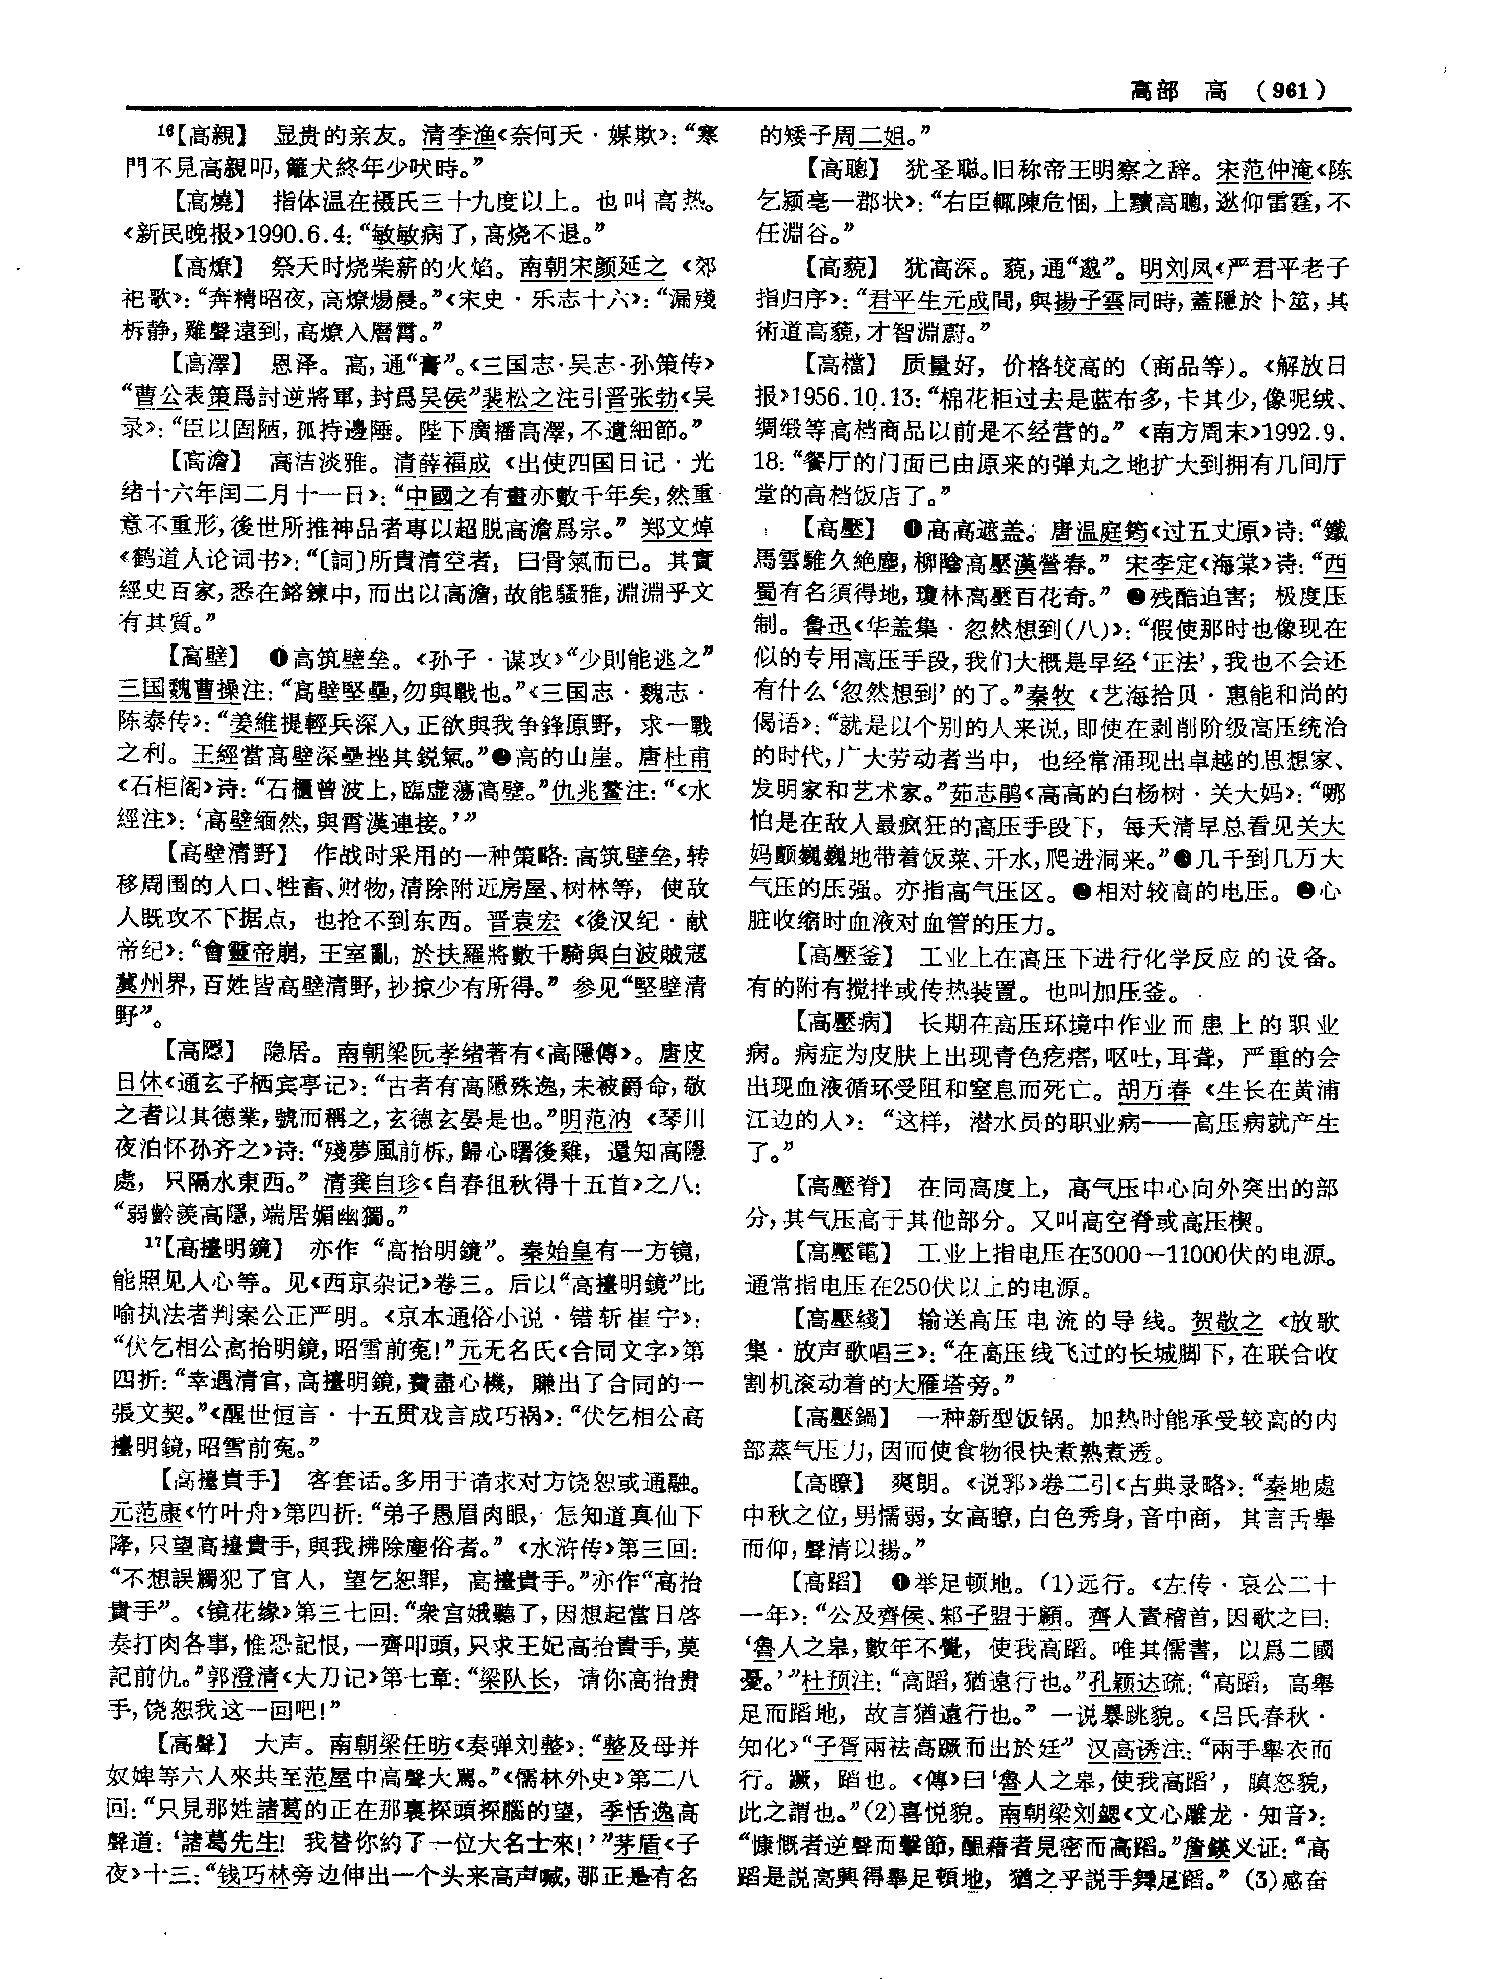 高部　高　（961）
16【高親】　显贵的亲友。清李渔《奈何天·媒欺》：“寒
門不見高親叩，籬犬終年少吠時。”
【高燒】　指体温在摄氏三十九度以上。也叫高热。
《新民晚报》1990.6.4：“敏敏病了，高烧不退。”
【高燎】　祭天时烧柴薪的火焰。南朝宋颜延之《郊
祀歌》：“奔精昭夜，高燎煬晨。”《宋史·乐志十六》：“漏殘
柝静，雞聲遠到，高燎入層霄。”
【高澤】　恩泽。高，通“膏”。《三国志·吴志·孙策传》
“曹公表策爲討逆將軍，封爲吴侯”裴松之注引晋张勃《吴
录》：“臣以固陋，孤持邊陲。陛下廣播高澤，不遺細節。”
【高澹】　高洁淡雅。清薛福成《出使四国日记·光
绪十六年闰二月十一日》：“中國之有畫亦數千年矣，然重
意不重形，後世所推神品者專以超脱高澹爲宗。”郑文焯
《鹤道人论词书》：“〔詞〕所貴清空者，曰骨氣而已。其實
經史百家，悉在鎔鍊中，而出以高澹，故能騷雅，淵淵乎文
有其質。”
【高壁】　❶高筑壁垒。《孙子·谋攻》“少則能逃之”
三国魏曹操注：“高壁堅壘，勿與戰也。”《三国志·魏志·
陈泰传》：“姜維提輕兵深入，正欲與我争鋒原野，求一戰
之利。王經當高壁深壘挫其鋭氣。”❷高的山崖。唐杜甫
《石柜阁》诗：“石櫃曾波上，臨虚蕩高壁。”仇兆鳌注：“《水
經注》：‘高壁緬然，與霄漢連接。’”
【高壁清野】　作战时采用的一种策略：高筑壁垒，转
移周围的人口、牲畜、财物，清除附近房屋、树林等，使敌
人既攻不下据点，也抢不到东西。晋袁宏《後汉纪·献
帝纪》：“會靈帝崩，王室亂，於扶羅將數千騎與白波賊寇
冀州界，百姓皆高壁清野，抄掠少有所得。”参见“堅壁清
野”。
【高隱】　隐居。南朝梁阮孝绪著有《高隱傳》。唐皮
日休《通玄子栖宾亭记》：“古者有高隱殊逸，未被爵命，敬
之者以其德業，號而稱之，玄德玄晏是也。”明范汭《琴川
夜泊怀孙齐之》诗：“殘夢風前柝，歸心曙後雞，還知高隱
處，只隔水東西。”清龚自珍《自春徂秋得十五首》之八：
“弱齡羨高隱，端居媚幽獨。”
17【高擡明鏡】　亦作“高抬明鏡”。秦始皇有一方镜，
能照见人心等。见《西京杂记》卷三。后以“高擡明鏡”比
喻执法者判案公正严明。《京本通俗小说·错斩崔宁》：
“伏乞相公高抬明鏡，昭雪前寃！”元无名氏《合同文字》第
四折：“幸遇清官，高擡明鏡，費盡心機，賺出了合同的一
張文契。”《醒世恒言·十五贯戏言成巧祸》：“伏乞相公高
擡明鏡，昭雪前寃。”
【高擡貴手】　客套话。多用于请求对方饶恕或通融。
元范康《竹叶舟》第四折：“弟子愚眉肉眼，怎知道真仙下
降，只望高擡貴手，與我拂除塵俗者。”《水浒传》第三回：
“不想誤觸犯了官人，望乞恕罪，高擡貴手。”亦作“高抬
貴手”。《镜花缘》第三七回：“衆宫娥聽了，因想起當日啓
奏打肉各事，惟恐記恨，一齊叩頭，只求王妃高抬貴手，莫
記前仇。”郭澄清《大刀记》第七章：“梁队长，请你高抬贵
手，饶恕我这一回吧！”
【高聲】　大声。南朝梁任昉《奏弹刘整》：“整及母并
奴婢等六人來共至范屋中高聲大罵。”《儒林外史》第二八
回：“只見那姓諸葛的正在那裏探頭探腦的望，季恬逸高
聲道：‘諸葛先生！我替你約了一位大名士來！’”茅盾《子
夜》十三：“钱巧林旁边伸出一个头来高声喊，那正是有名
的矮子周二姐。”
【高聰】　犹圣聪。旧称帝王明察之辞。宋范仲淹《陈
乞颍亳一郡状》：“右臣輒陳危悃，上黷高聰，逖仰雷霆，不
任淵谷。”
【高藐】　犹高深。藐，通“邈”。明刘凤《严君平老子
指归序》：“君平生元成間，與揚子雲同時，蓋隱於卜筮，其
術道高藐，才智淵蔚。”
【高檔】　质量好，价格较高的（商品等）。《解放日
报》1956.10.13：“棉花柜过去是蓝布多，卡其少，像呢绒、
绸缎等高档商品以前是不经营的。”《南方周末》1992.9.
18：“餐厅的门面已由原来的弹丸之地扩大到拥有几间厅
堂的高档饭店了。”
【高壓】　❶高高遮盖。唐温庭筠《过五丈原》诗：“鐵
馬雲雕久絶塵，柳陰高壓漢營春。”宋李定《海棠》诗：“西
蜀有名須得地，瓊林高壓百花奇。”❷残酷迫害；极度压
制。鲁迅《华盖集·忽然想到（八）》：“假使那时也像现在
似的专用高压手段，我们大概是早经‘正法’，我也不会还
有什么‘忽然想到’的了。”秦牧《艺海拾贝·惠能和尚的
偈语》：“就是以个别的人来说，即使在剥削阶级高压统治
的时代，广大劳动者当中，也经常涌现出卓越的思想家、
发明家和艺术家。”茹志鹃《高高的白杨树·关大妈》：“哪
怕是在敌人最疯狂的高压手段下，每天清早总看见关大
妈颤巍巍地带着饭菜、开水，爬进洞来。”❸几千到几万大
气压的压强。亦指高气压区。❹相对较高的电压。❺心
脏收缩时血液对血管的压力。
【高壓釜】　工业上在高压下进行化学反应的设备。
有的附有搅拌或传热装置。也叫加压釜。
【高壓病】　长期在高压环境中作业而患上的职业
病。病症为皮肤上出现青色疙瘩，呕吐，耳聋，严重的会
出现血液循环受阻和窒息而死亡。胡万春《生长在黄浦
江边的人》：“这样，潜水员的职业病——高压病就产生
了。”
【高壓脊】　在同高度上，高气压中心向外突出的部
分，其气压高于其他部分。又叫高空脊或高压楔。
【高壓電】　工业上指电压在3000—11000伏的电源。
通常指电压在250伏以上的电源。
【高壓綫】　输送高压电流的导线。贺敬之《放歌
集·放声歌唱三》：“在高压线飞过的长城脚下，在联合收
割机滚动着的大雁塔旁。”
【高壓鍋】　一种新型饭锅。加热时能承受较高的内
部蒸气压力，因而使食物很快煮熟煮透。
【高瞭】　爽朗。《说郛》卷二引《古典录略》：“秦地處
中秋之位，男懦弱，女高瞭，白色秀身，音中商，其言舌舉
而仰，聲清以揚。”
【高蹈】　❶举足顿地。（1）远行。《左传·哀公二十
一年》：“公及齊侯、邾子盟于顧。齊人責稽首，因歌之曰：
‘魯人之皋，數年不覺，使我高蹈。唯其儒書，以爲二國
憂。’”杜预注：“高蹈，猶遠行也。”孔颖达疏：“高蹈，高舉
足而蹈地，故言猶遠行也。”一说暴跳貌。《吕氏春秋·
知化》“子胥兩袪高蹶而出於廷”汉高诱注：“兩手舉衣而
行。蹶，蹈也。《傳》曰‘魯人之皋，使我高蹈’，瞋怒貌，
此之謂也。”（2）喜悦貌。南朝梁刘勰《文心雕龙·知音》：
“慷慨者逆聲而擊節，醖藉者見密而高蹈。”詹鍈义证：“高
蹈是説高興得舉足頓地，猶之乎説手舞足蹈。”（3）感奋